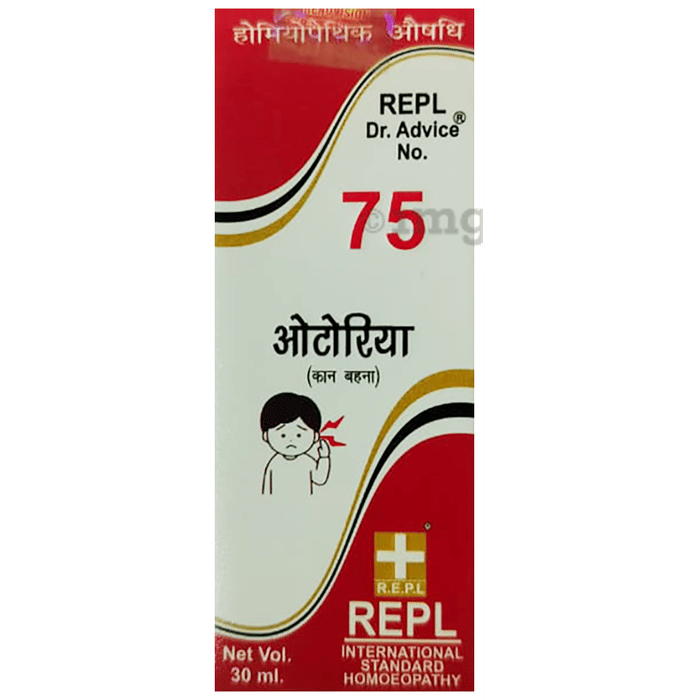 होमियोपैथिक औषधि
REPL
Dr. Advice®
No.
75
ओटोरिया
(कान बहना)
R.E.P.L
REPL
INTERNATIONAL
STANDARD
HOMOEOPATHY
Net Vol.
30 ml.